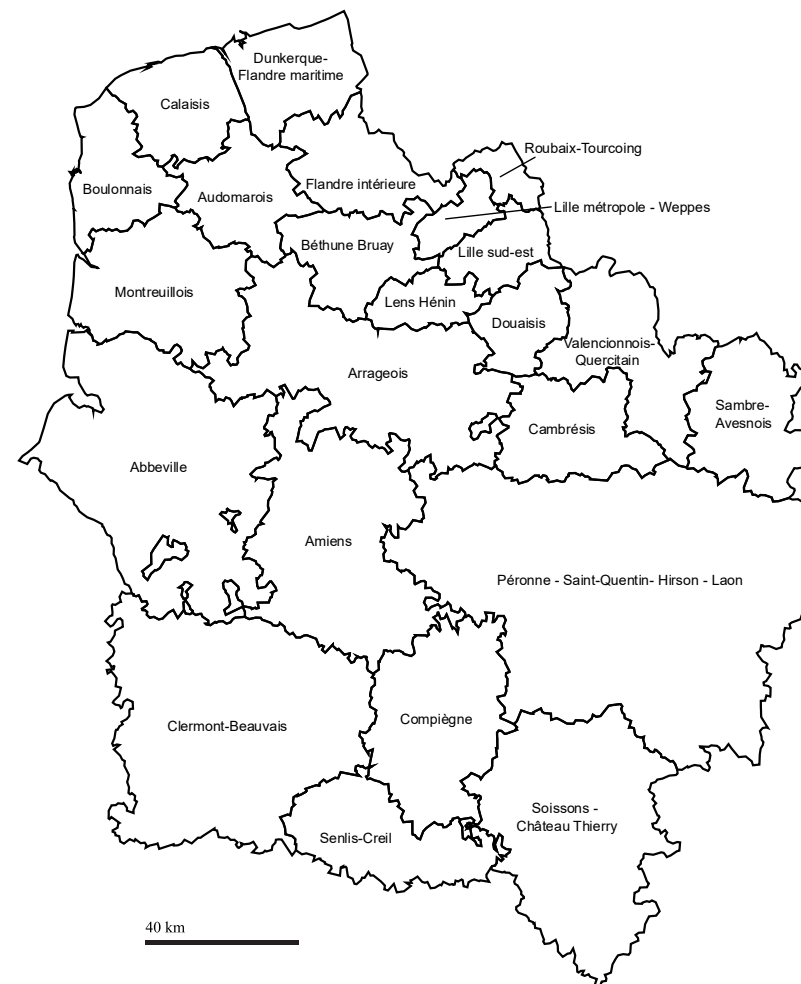 Dunkerque-
Flandre maritime
Calaisis
Roubaix-Tourcoing
Boulonnais
Audomarois
Flandre intérieure
Lille métropole - Weppes
Béthune Bruay
Lille sud-est
Montreuillois
Lens Hénin
Douaisis
Valencionnois-
Quercitain
Arrageois
Sambre-
Avesnois
Cambrésis
Abbeville
Amiens
Péronne - Saint-Quentin- Hirson - Laon
Clermont-Beauvais
Compiègne
Soissons -
Château Thierry
Senlis-Creil
40 km